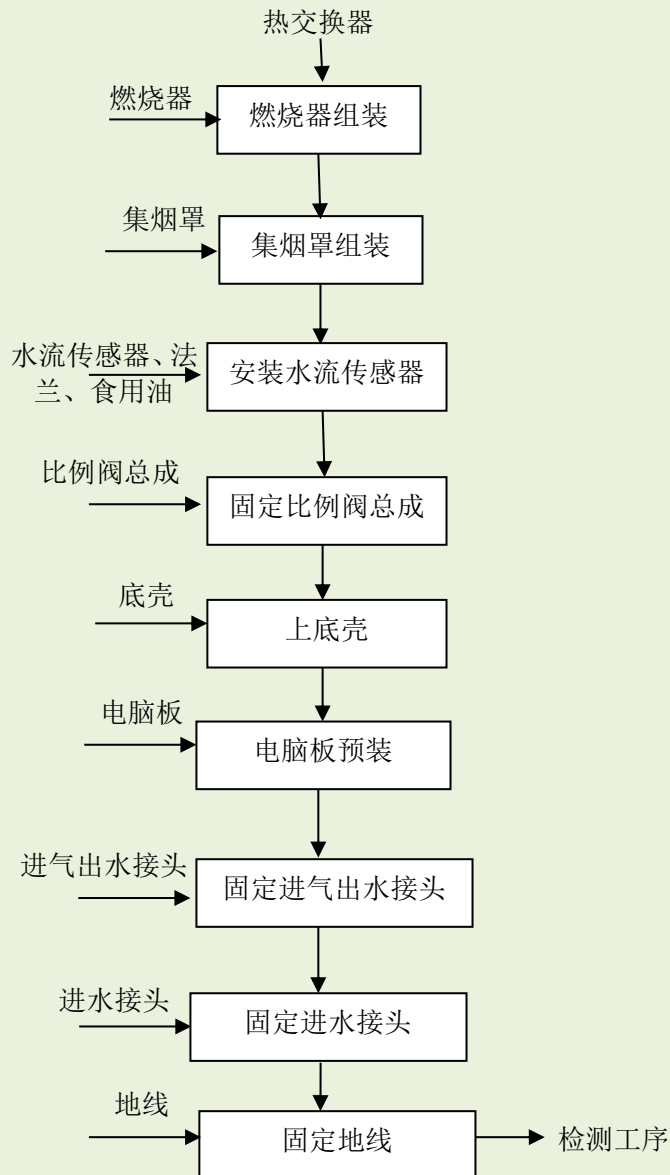 热交换器
燃烧器
燃烧器组装
集烟罩
集烟罩组装
水流传感器、法
兰、食用油
安装水流传感器
比例阀总成
固定比例阀总成
底壳
上底壳
电脑板
电脑板预装
进气出水接头
固定进气出水接头
进水接头
固定进水接头
地线
固定地线
检测工序